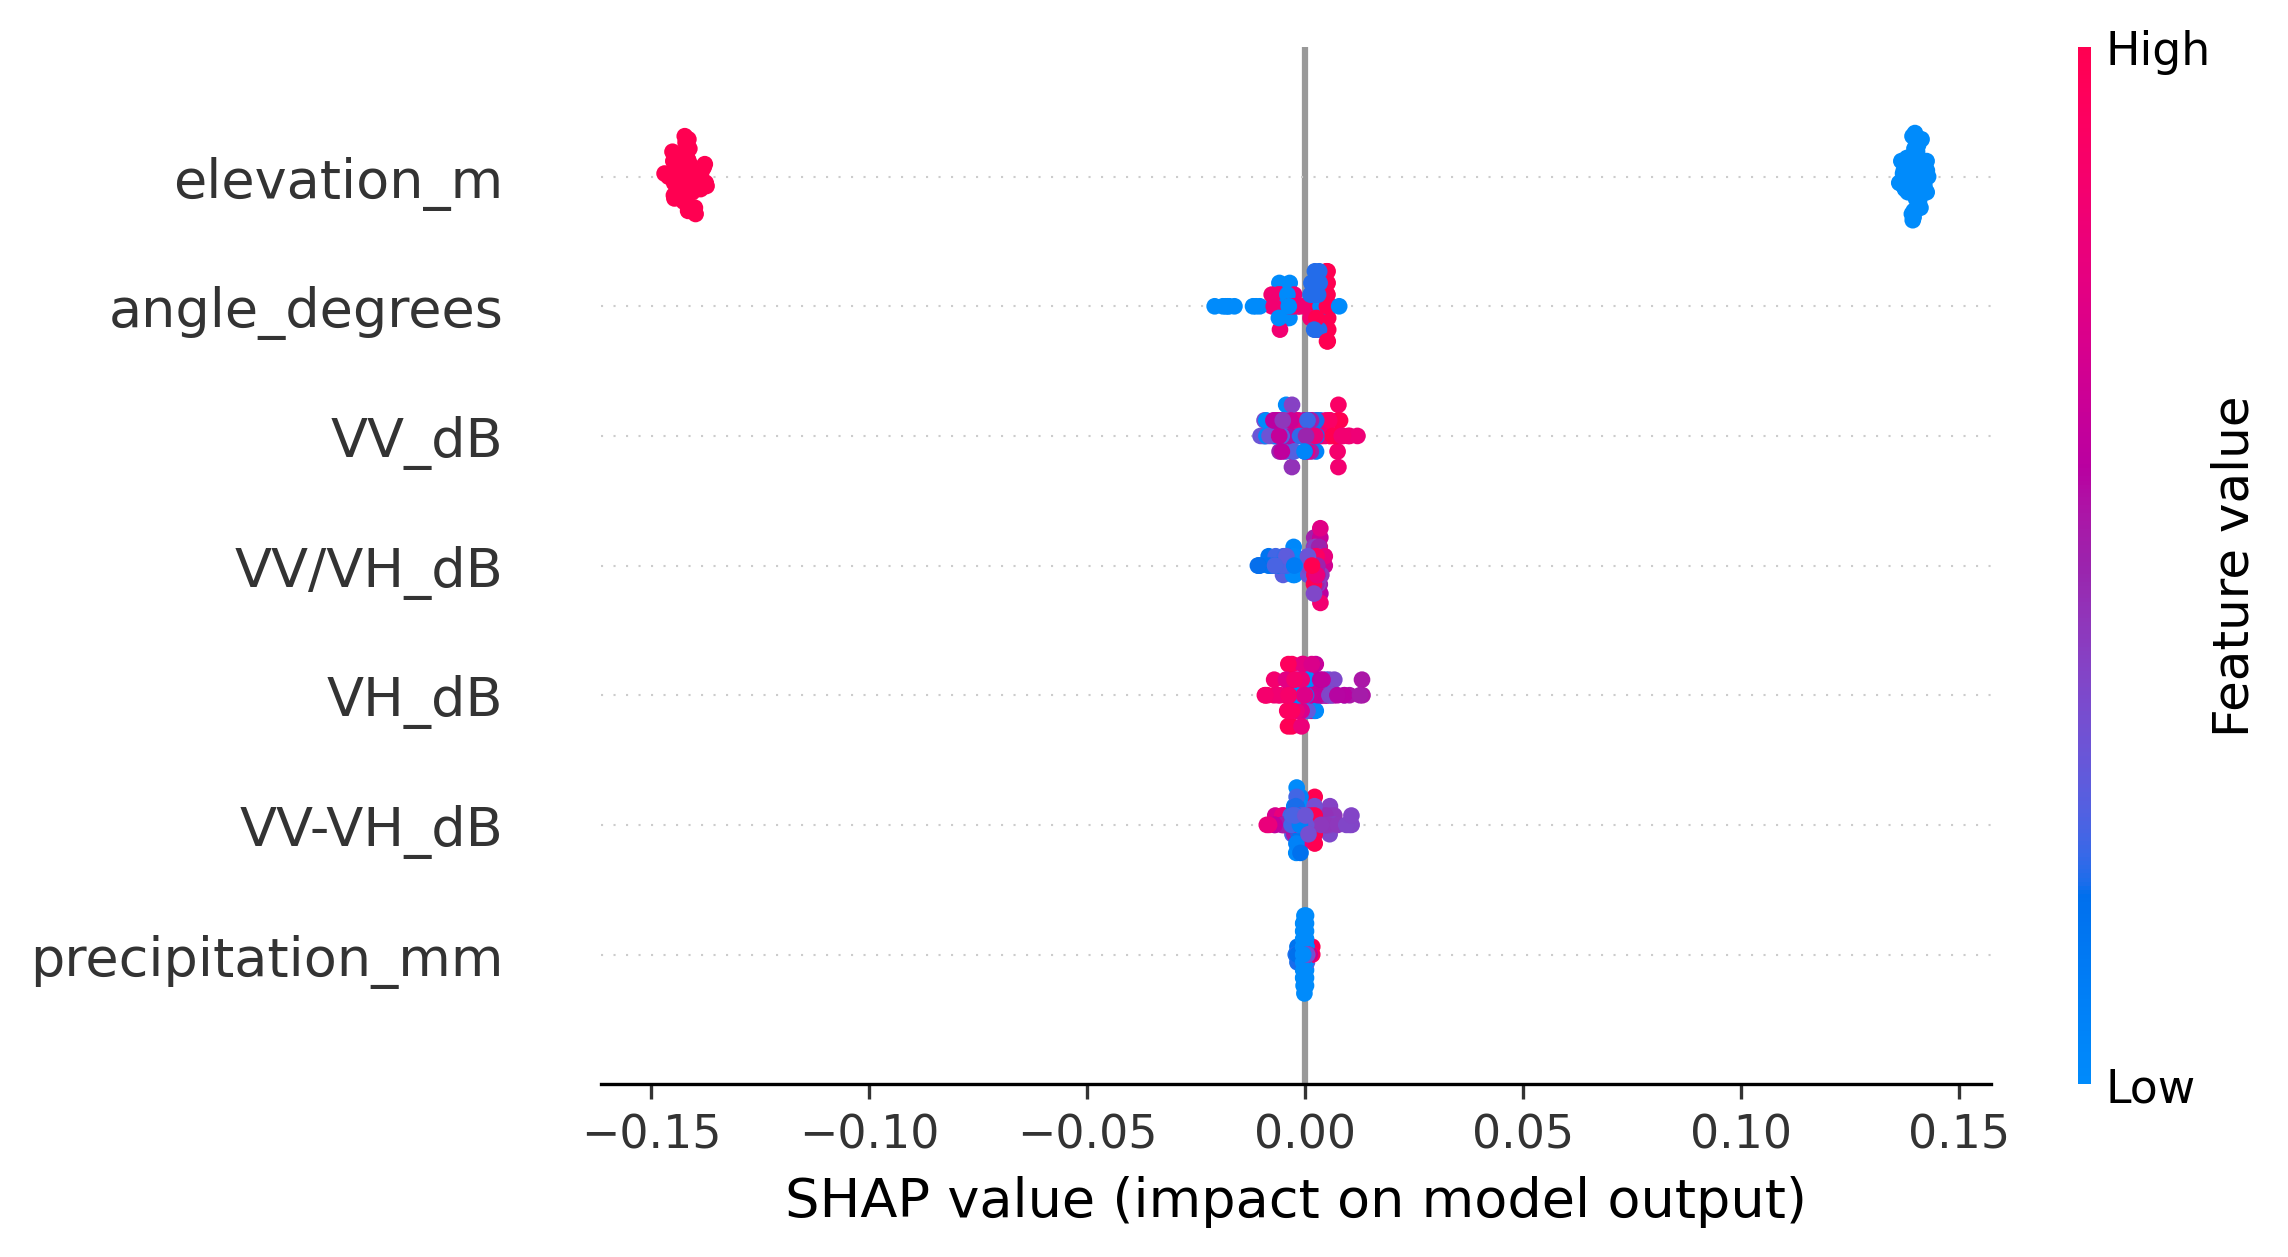 High
elevation_m
angle_degrees
VV_dB
VV/VH_dB
VH_dB
VV-VH_dB
precipitation_mm
Feature value
Low
−0.15 −0.10 −0.05 0.00 0.05 0.10 0.15
SHAP value (impact on model output)